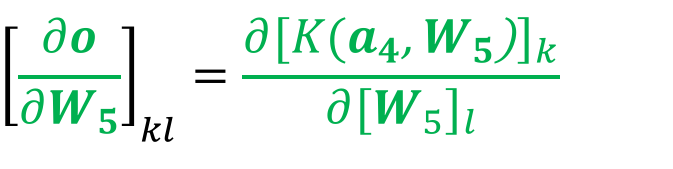 [∂o/∂W₅]ₖₗ = ∂[K(a₄, W₅)]ₖ / ∂[W₅]ₗ